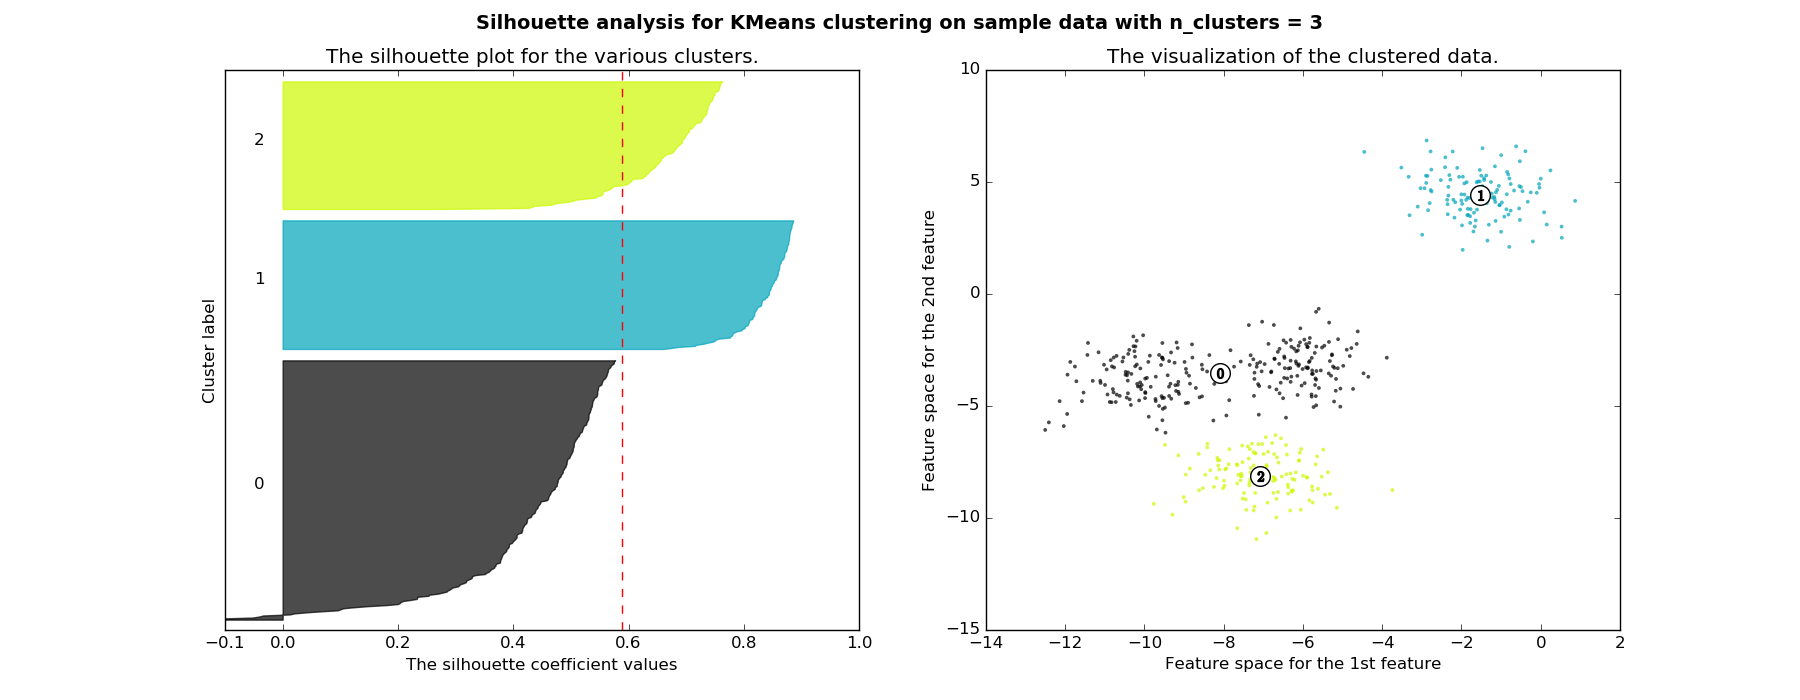 Silhouette analysis for KMeans clustering on sample data with n_clusters = 3
The silhouette plot for the various clusters.
2
1
0
Cluster label
−0.1 0.0 0.2 0.4 0.6 0.8 1.0
The silhouette coefficient values
The visualization of the clustered data.
10
5
0
−5
−10
−15
Feature space for the 2nd feature
1
0
2
−14 −12 −10 −8 −6 −4 −2 0 2
Feature space for the 1st feature